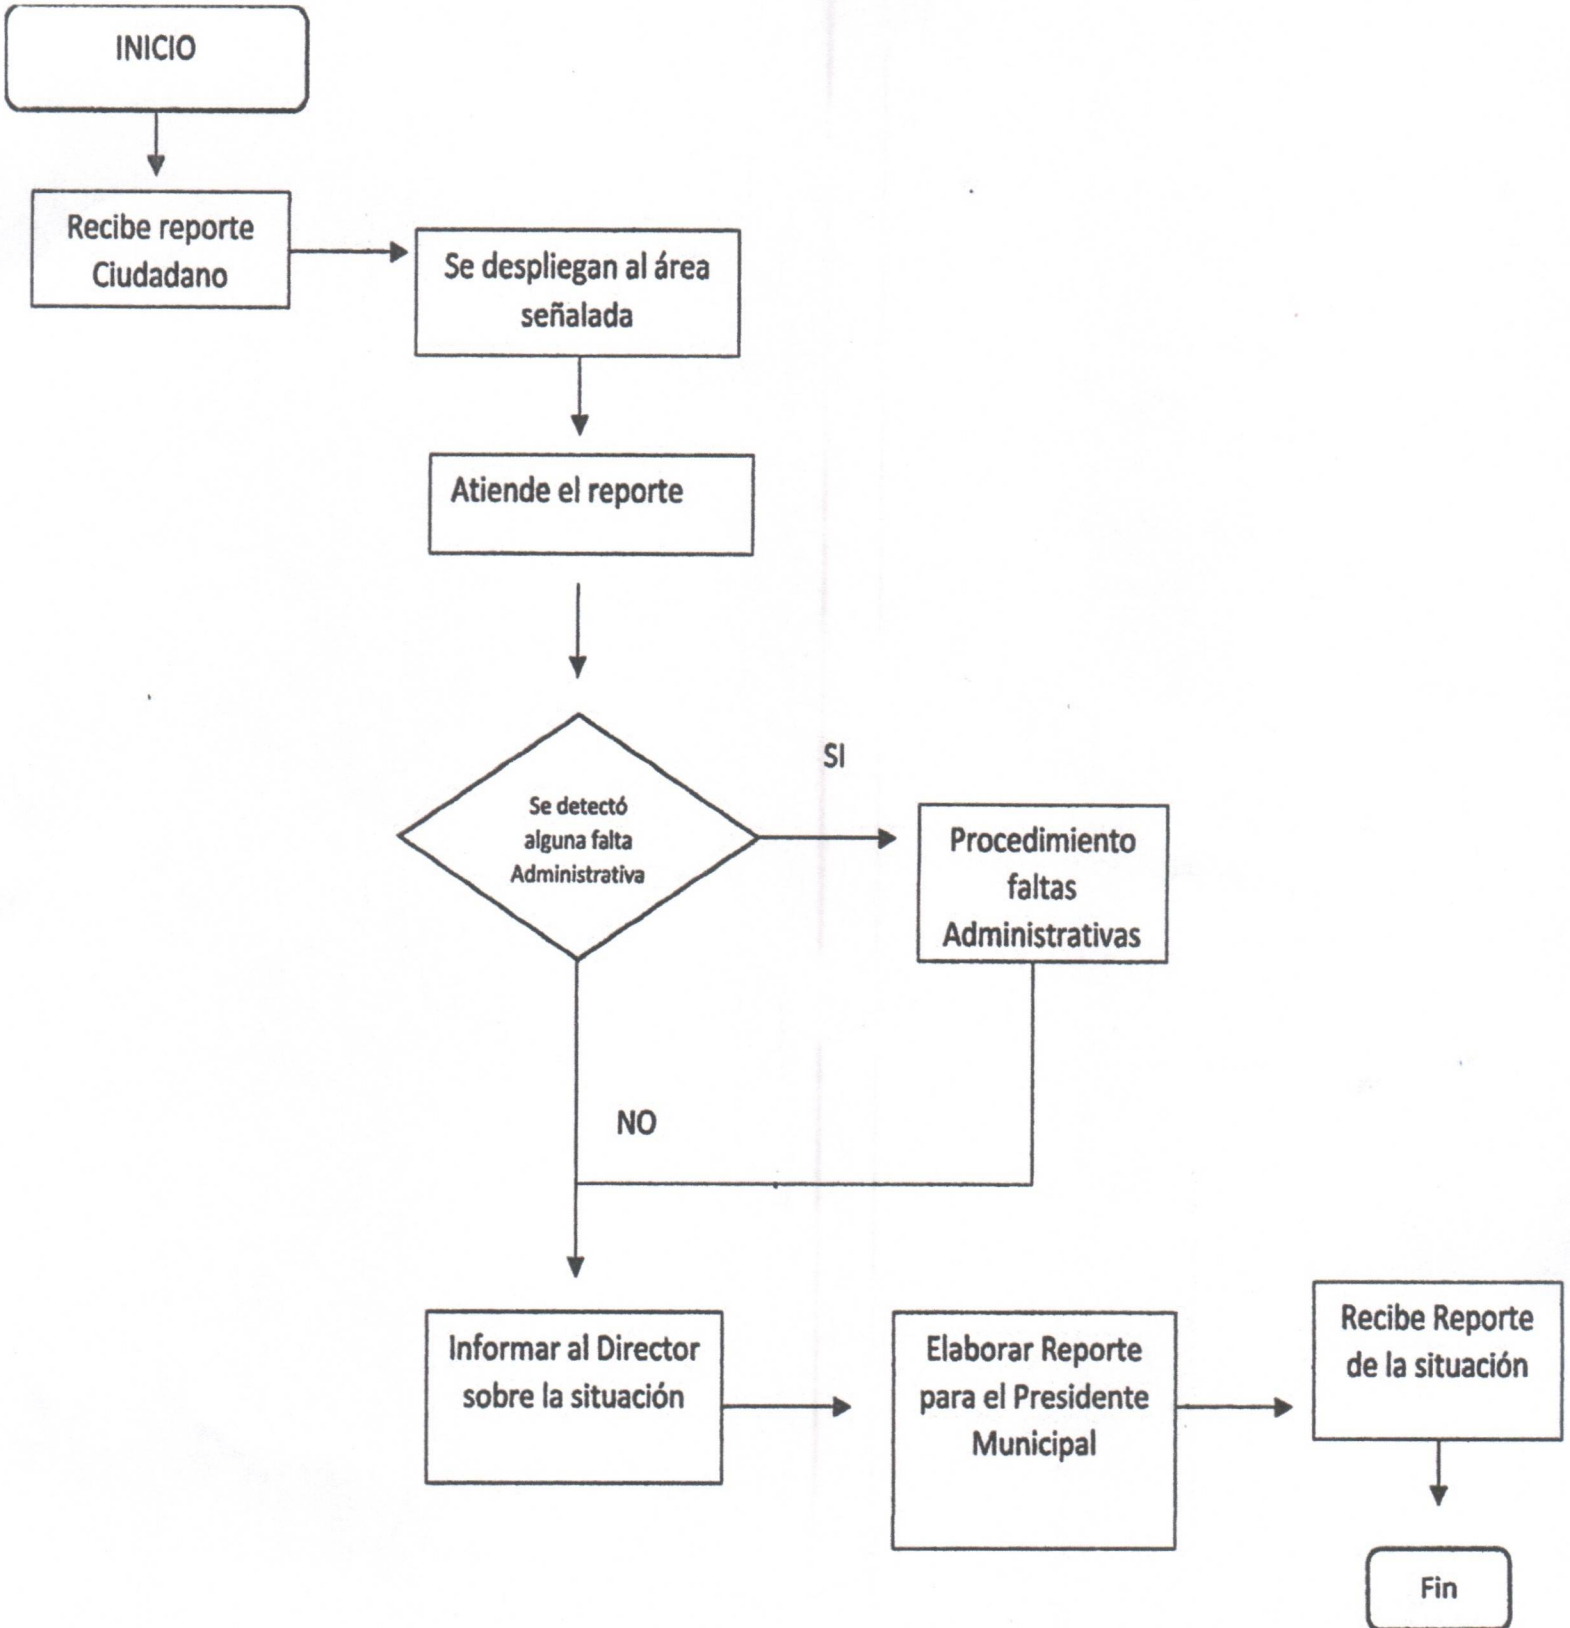 INICIO
Recibe reporte
Ciudadano
Se despliegan al área
señalada
Atiende el reporte
Se detectó
alguna falta
Administrativa
SI
Procedimiento
faltas
Administrativas
NO
Informar al Director
sobre la situación
Elaborar Reporte
para el Presidente
Municipal
Recibe Reporte
de la situación
Fin